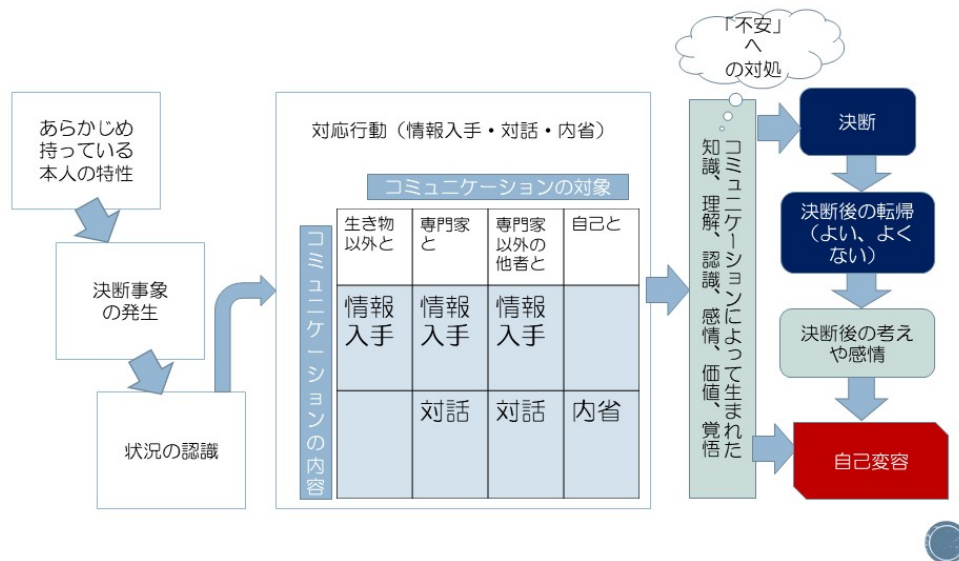 「不安」
へ
の対処
あらかじめ
持っている
本人の特性
決断事象
の発生
状況の認識
対応行動（情報入手・対話・内省）
コミュニケーションの対象
コミュニケーションの内容
生き物
以外と
専門家
と
専門家
以外の
他者と
自己と
情報
入手
情報
入手
情報
入手
対話
対話
内省
コミュニケーションによって生まれた
知識、理解、認識、感情、価値、覚悟
決断
決断後の転帰
（よい、よく
ない）
決断後の考え
や感情
自己変容